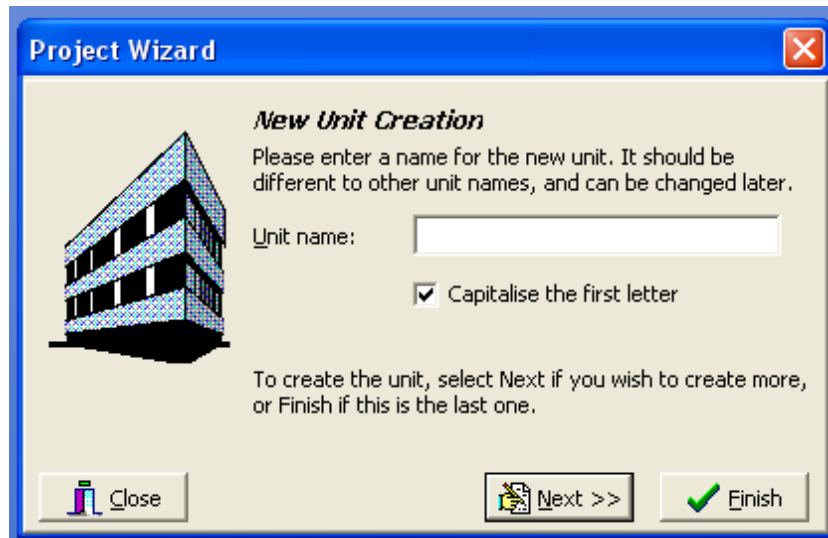 Project Wizard
New Unit Creation
Please enter a name for the new unit. It should be
different to other unit names, and can be changed later.
Unit name:
Capitalise the first letter
To create the unit, select Next if you wish to create more,
or Finish if this is the last one.
Close
Next >>
Finish